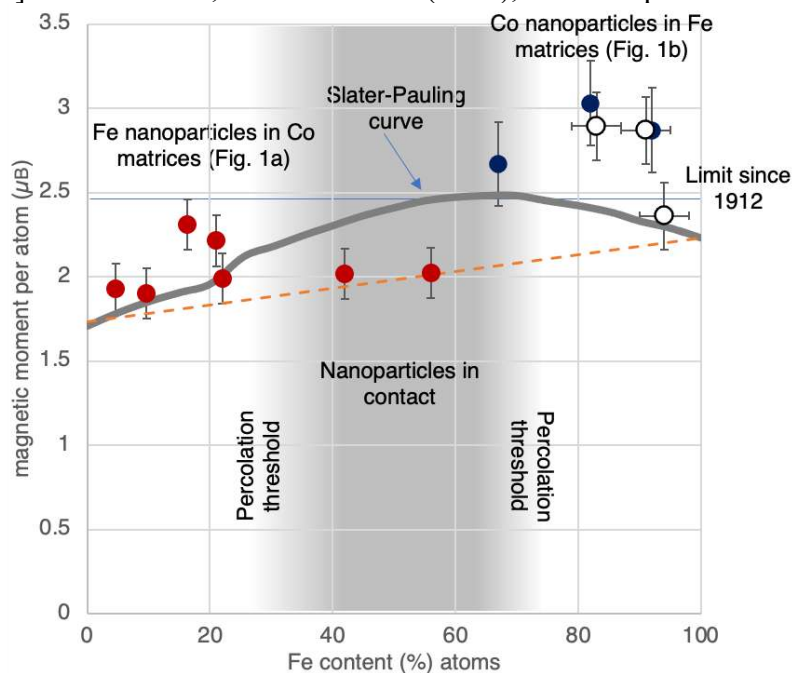 3.5
3
2.5
2
1.5
1
0.5
0
magnetic moment per atom (μB)
Co nanoparticles in Fe
matrices (Fig. 1b)
Slater-Pauling
curve
Fe nanoparticles in Co
matrices (Fig. 1a)
Limit since
1912
Nanoparticles in
contact
Percolation
threshold
Percolation
threshold
0
20
40
60
80
100
Fe content (%) atoms